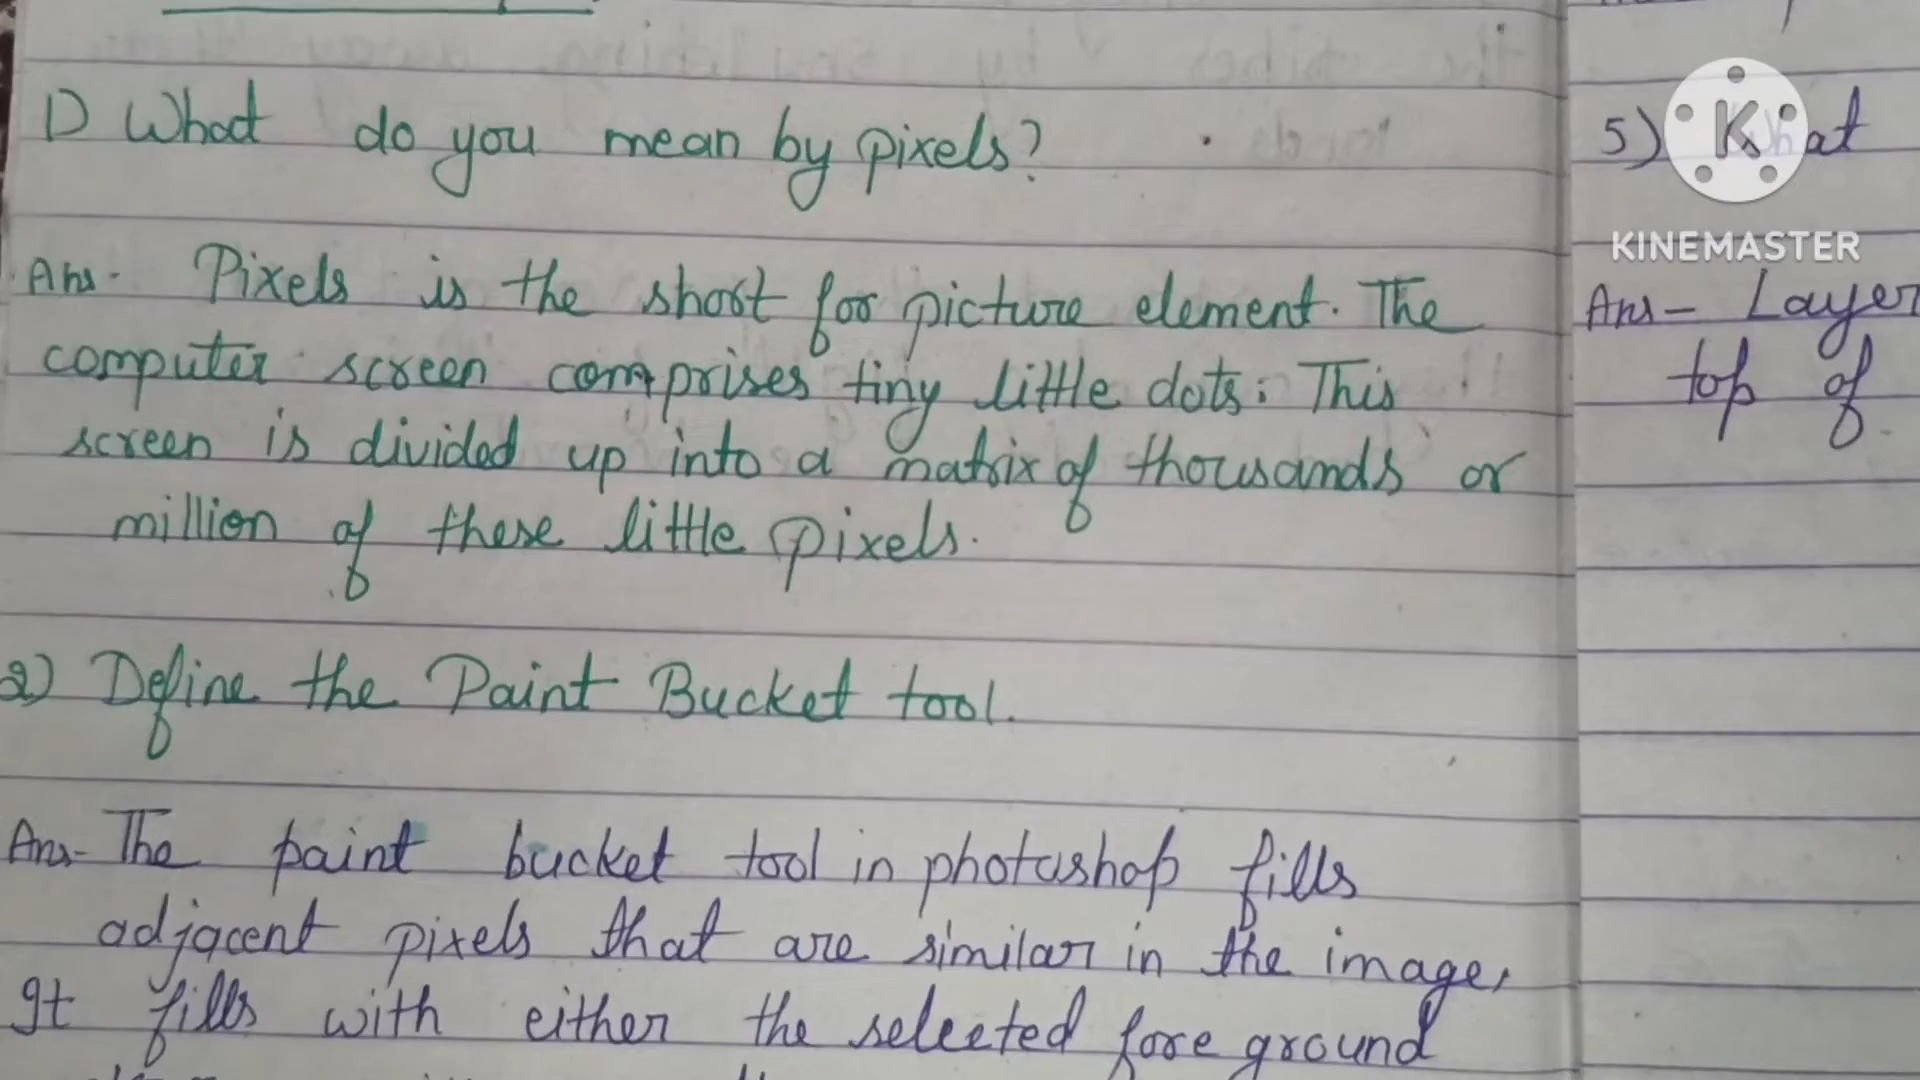 1) What do you mean by pixels?
Ans. Pixels is the short for picture element. The
computer screen comprises tiny little dots. This
screen is divided up into a matrix of thousands or
million of these little pixels.
2) Define the Paint Bucket tool.
Ans- The paint bucket tool in photoshop fills
adjacent pixels that are similar in the image,
It fills with either the selected fore ground
5) What
K
KINEMASTER
Ans- Layer
top of